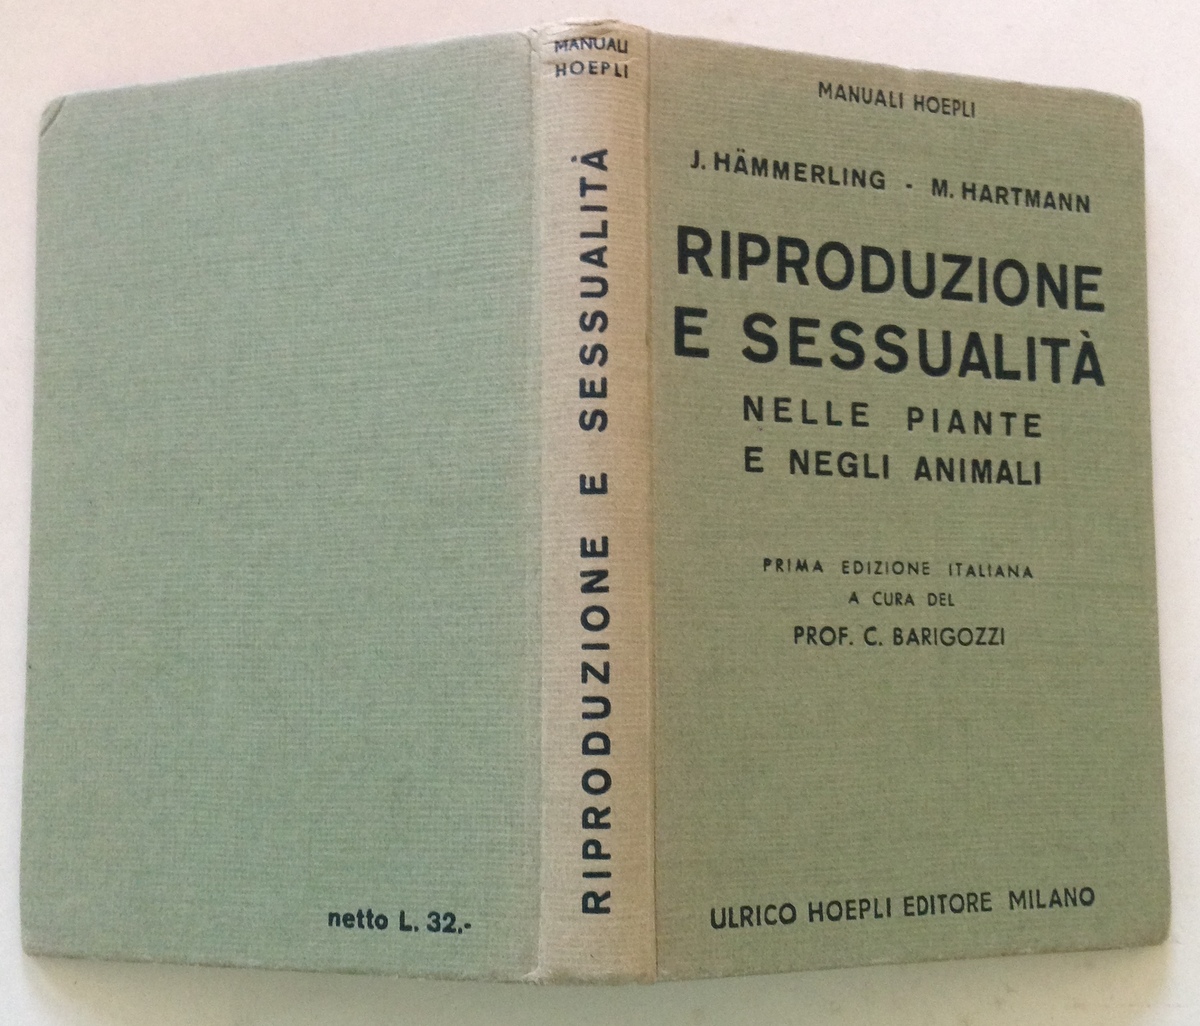 netto L. 32.-
MANUALI
HOEPLI
RIPRODUZIONE E SESSUALITÀ
MANUALI HOEPLI
J. HÄMMERLING - M. HARTMANN
RIPRODUZIONE
E SESSUALITÀ
NELLE PIANTE
E NEGLI ANIMALI
PRIMA EDIZIONE ITALIANA
A CURA DEL
PROF. C. BARIGOZZI
ULRICO HOEPLI EDITORE MILANO